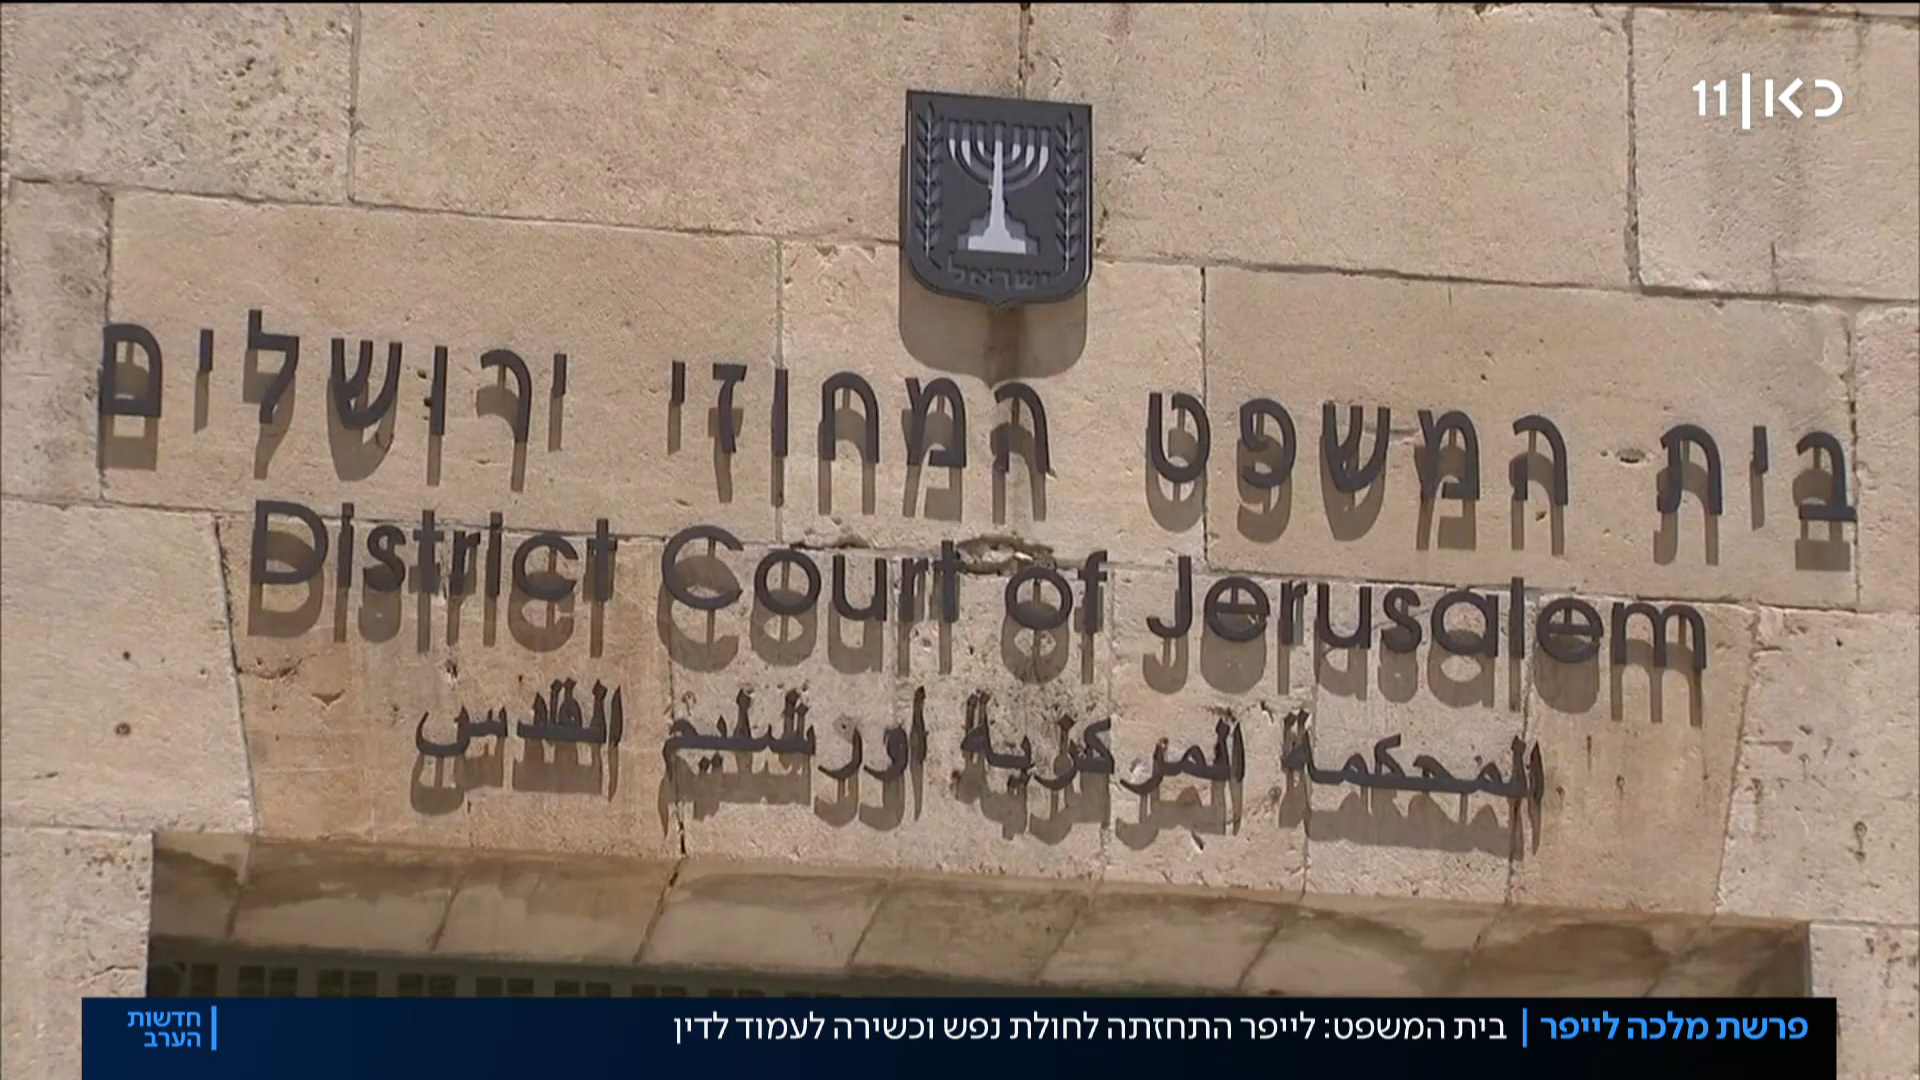 כאן 11
ישראל
בית המשפט המחוזי ירושלים
District Court of Jerusalem
المحكمة المركزية أورشليم القدس
פרשת מלכה לייפר | בית המשפט: לייפר התחזתה לחולת נפש וכשירה לעמוד לדין
חדשות
הערב